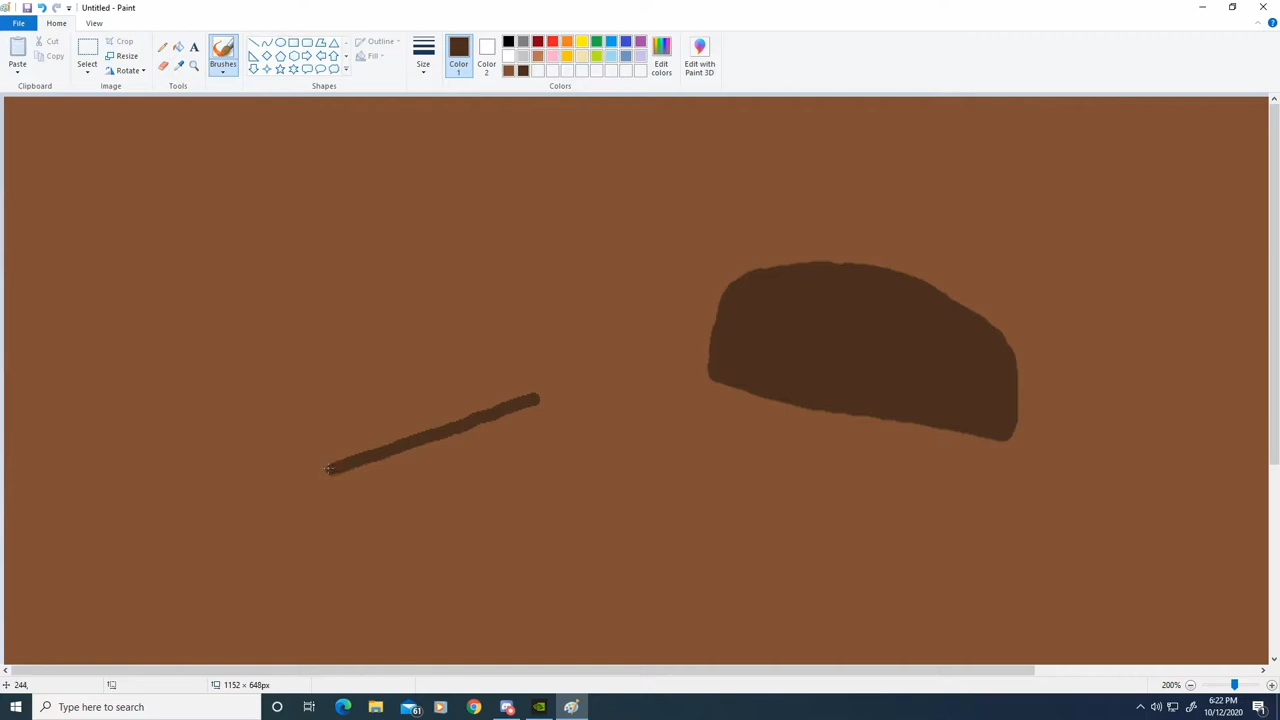 Untitled - Paint
File
Home
View
Paste
Cut
Copy
Clipboard
Select
Crop
Resize
Rotate
Image
A
Tools
Brushes
Outline
Fill
Shapes
Size
Color 1
Color 2
Edit colors
Colors
Edit with Paint 3D
244,
1152 × 648px
200%
Type here to search
61
6:22 PM
10/12/2020